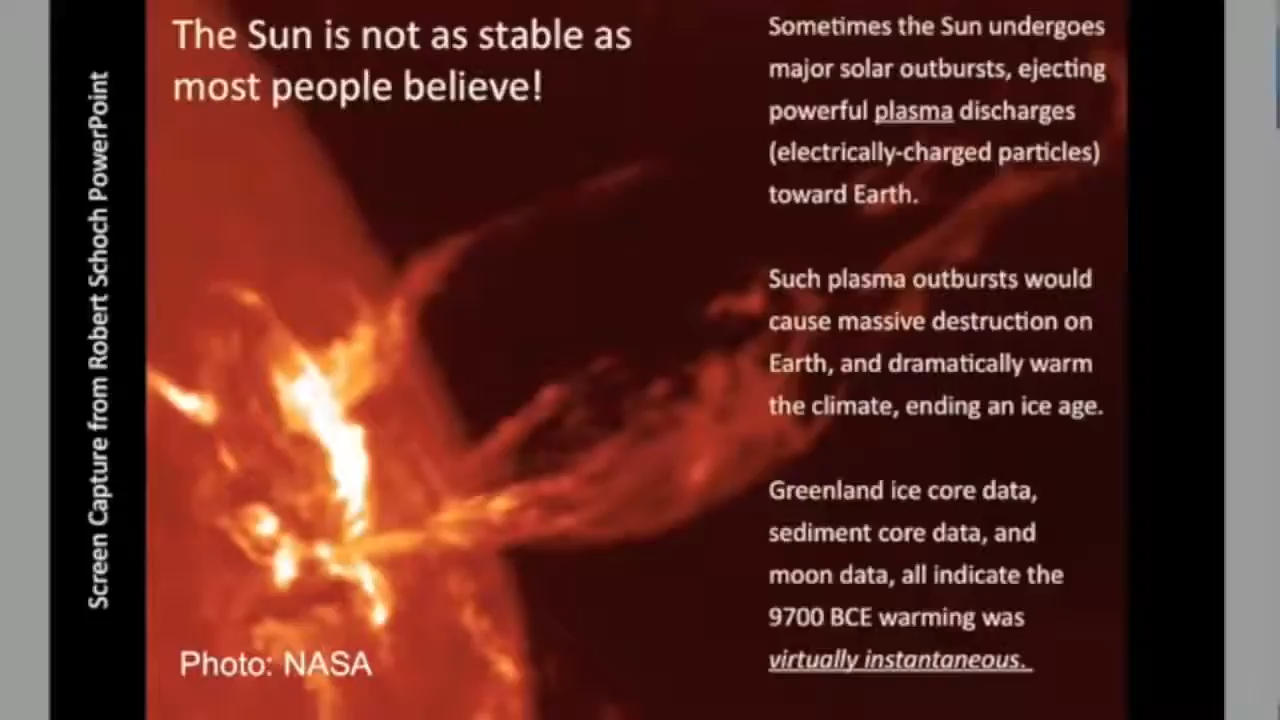 Screen Capture from Robert Schoch PowerPoint
The Sun is not as stable as
most people believe!
Sometimes the Sun undergoes
major solar outbursts, ejecting
powerful plasma discharges
(electrically-charged particles)
toward Earth.
Such plasma outbursts would
cause massive destruction on
Earth, and dramatically warm
the climate, ending an ice age.
Greenland ice core data,
sediment core data, and
moon data, all indicate the
9700 BCE warming was
virtually instantaneous.
Photo: NASA